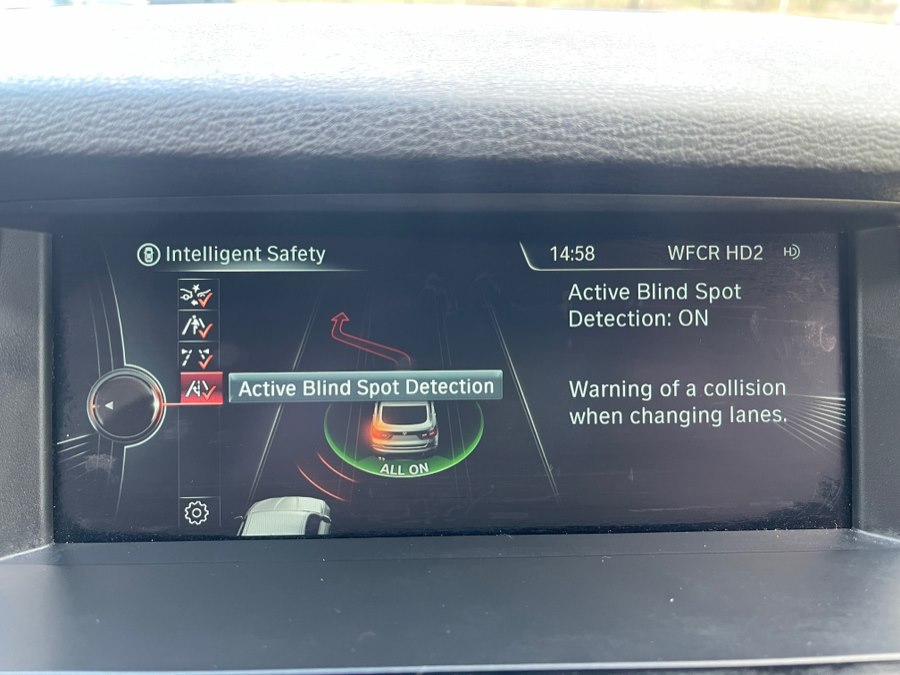 Intelligent Safety
14:58 WFCR HD2 HD
Active Blind Spot
Detection: ON
Active Blind Spot Detection
Warning of a collision
when changing lanes.
ALL ON